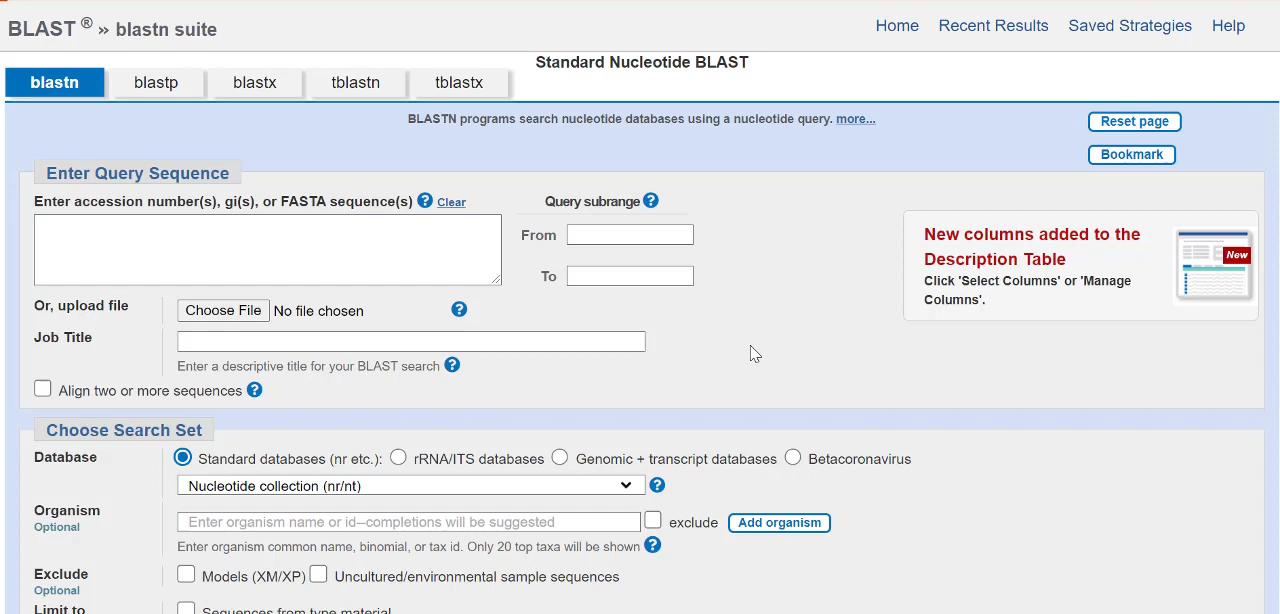 BLAST ® » blastn suite
Home Recent Results Saved Strategies Help
Standard Nucleotide BLAST
blastn blastp blastx tblastn tblastx
BLASTN programs search nucleotide databases using a nucleotide query. more...
Reset page
Bookmark
Enter Query Sequence
Enter accession number(s), gi(s), or FASTA sequence(s) ? Clear
Query subrange ?
From
To
New columns added to the
Description Table
Click 'Select Columns' or 'Manage
Columns'.
New
Or, upload file
Choose File No file chosen ?
Job Title
Enter a descriptive title for your BLAST search ?
Align two or more sequences ?
Choose Search Set
Database
Standard databases (nr etc.): rRNA/ITS databases Genomic + transcript databases Betacoronavirus
Nucleotide collection (nr/nt) ?
Organism
Optional
Enter organism name or id--completions will be suggested exclude Add organism
Enter organism common name, binomial, or tax id. Only 20 top taxa will be shown ?
Exclude
Optional
Models (XM/XP) Uncultured/environmental sample sequences
Limit to
Sequences from type material